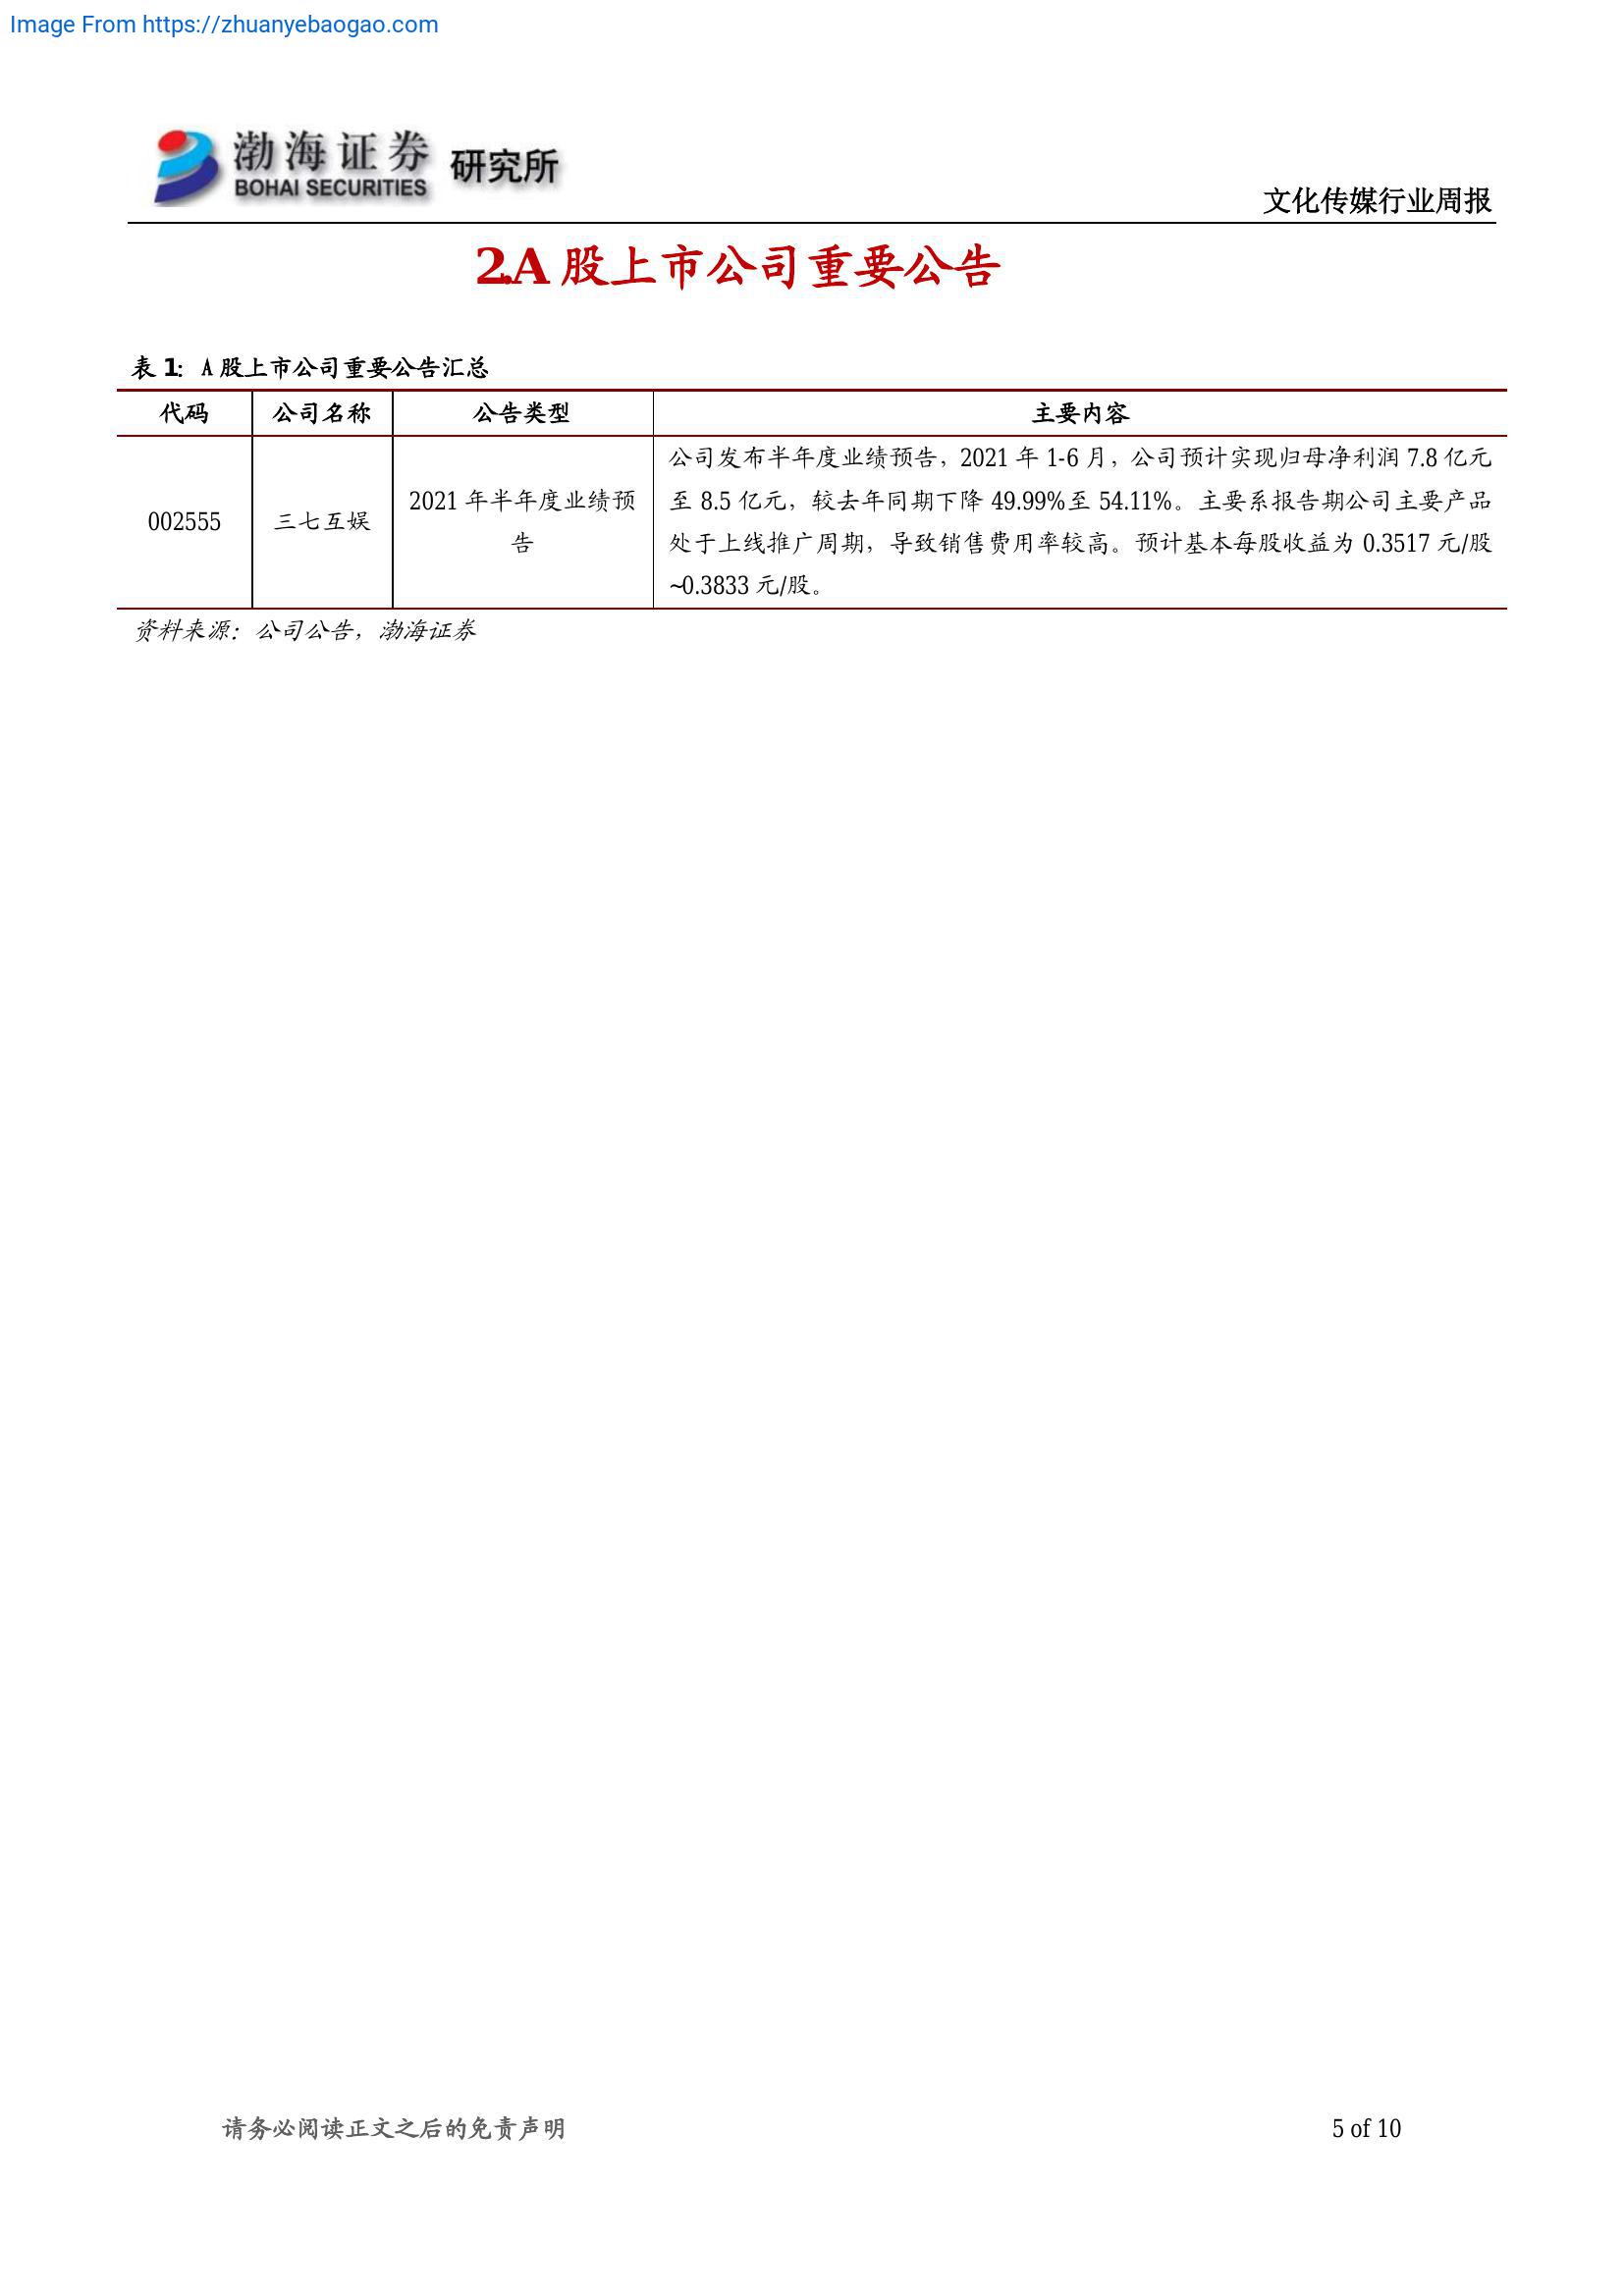 Image From https://zhuanyebaogao.com
渤海证券 研究所
BOHAI SECURITIES
文化传媒行业周报
2.A 股上市公司重要公告
表 1: A 股上市公司重要公告汇总
代码 公司名称 公告类型 主要内容
002555 三七互娱 2021 年半年度业绩预
告
公司发布半年度业绩预告，2021 年 1-6 月，公司预计实现归母净利润 7.8 亿元
至 8.5 亿元，较去年同期下降 49.99%至 54.11%。主要系报告期公司主要产品
处于上线推广周期，导致销售费用率较高。预计基本每股收益为 0.3517 元/股
~0.3833 元/股。
资料来源：公司公告，渤海证券
请务必阅读正文之后的免责声明 5 of 10